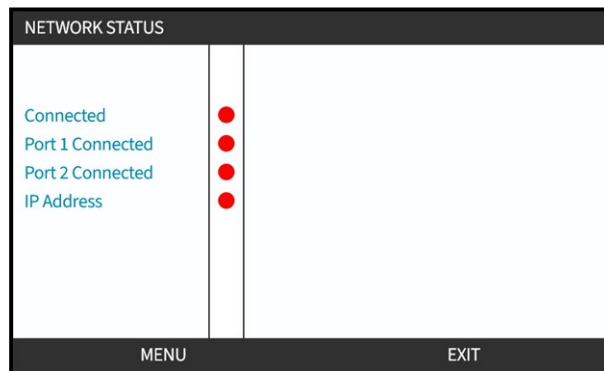 NETWORK STATUS
Connected
Port 1 Connected
Port 2 Connected
IP Address
MENU EXIT